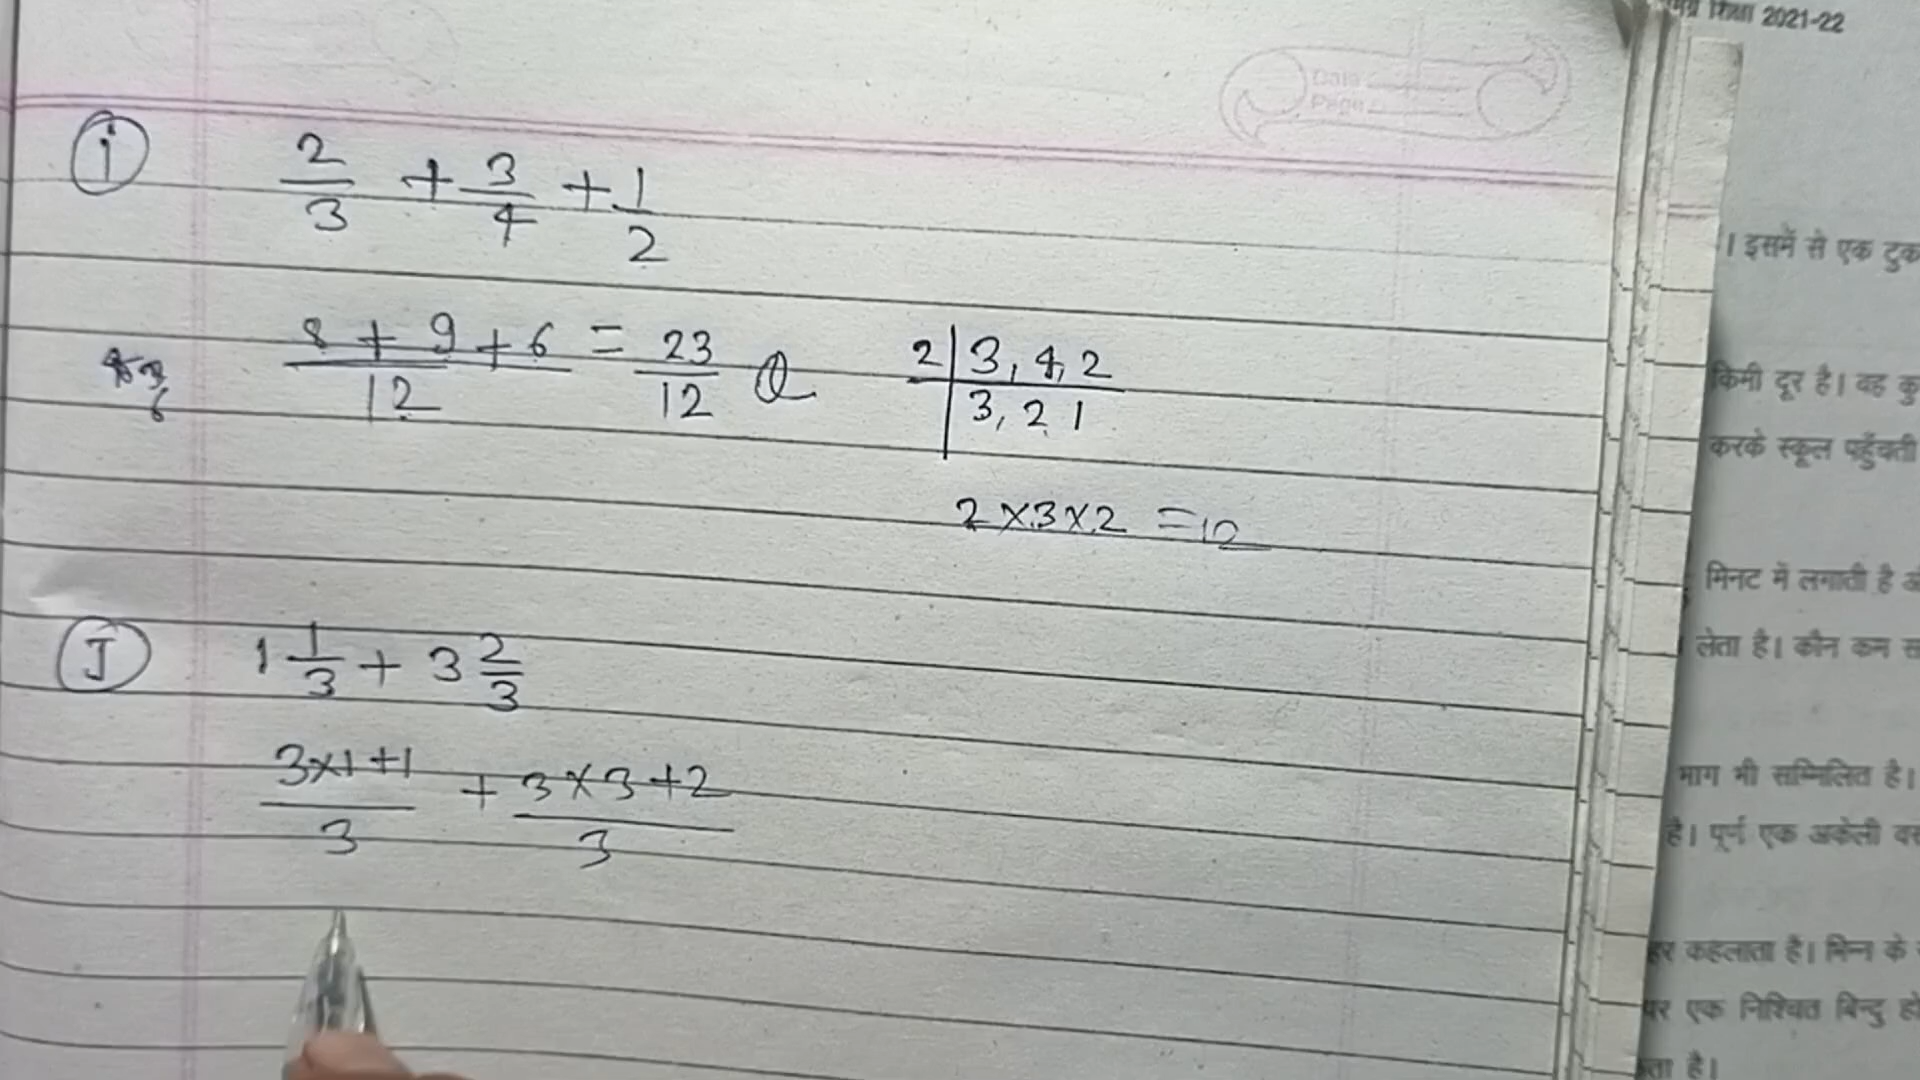 मग्र शिक्षा 2021-22
Date
Page
i 2/3 + 3/4 + 1/2
। इसमें से एक टुक
8 + 9 + 6 / 12 = 23/12
2 | 3, 4, 2
3, 2 1
किमी दूर है। वह कु
करके स्कूल पहुँचती
2 × 3 × 2 = 12
मिनट में लगाती है
लेता है। कौन कम स
J 1 1/3 + 3 2/3
3×1+1 / 3 + 3×3+2 / 3
भाग भी सम्मिलित है।
है। पूर्ण एक अकेली वस
हर कहलाता है। भिन्न के
पर एक निश्चित बिन्दु हो
ता है।